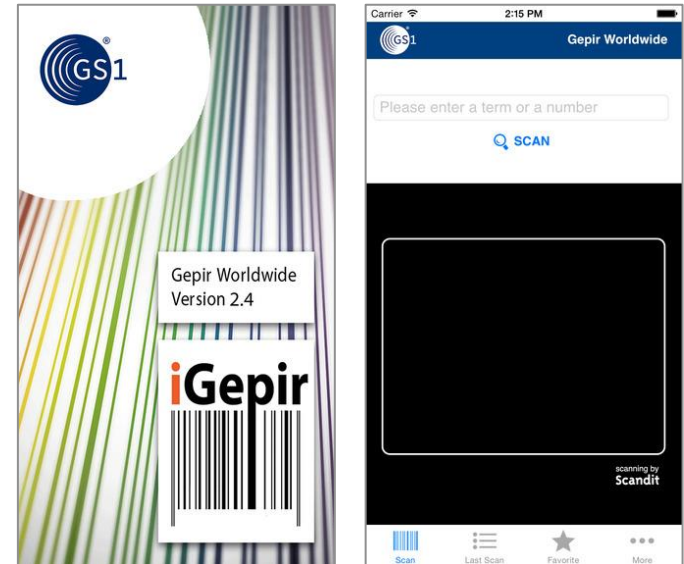 GS1
Gepir Worldwide
Version 2.4
iGepir
Carrier 2:15 PM
GS1 Gepir Worldwide
Please enter a term or a number
SCAN
scanning by
Scandit
Scan Last Scan Favorite More